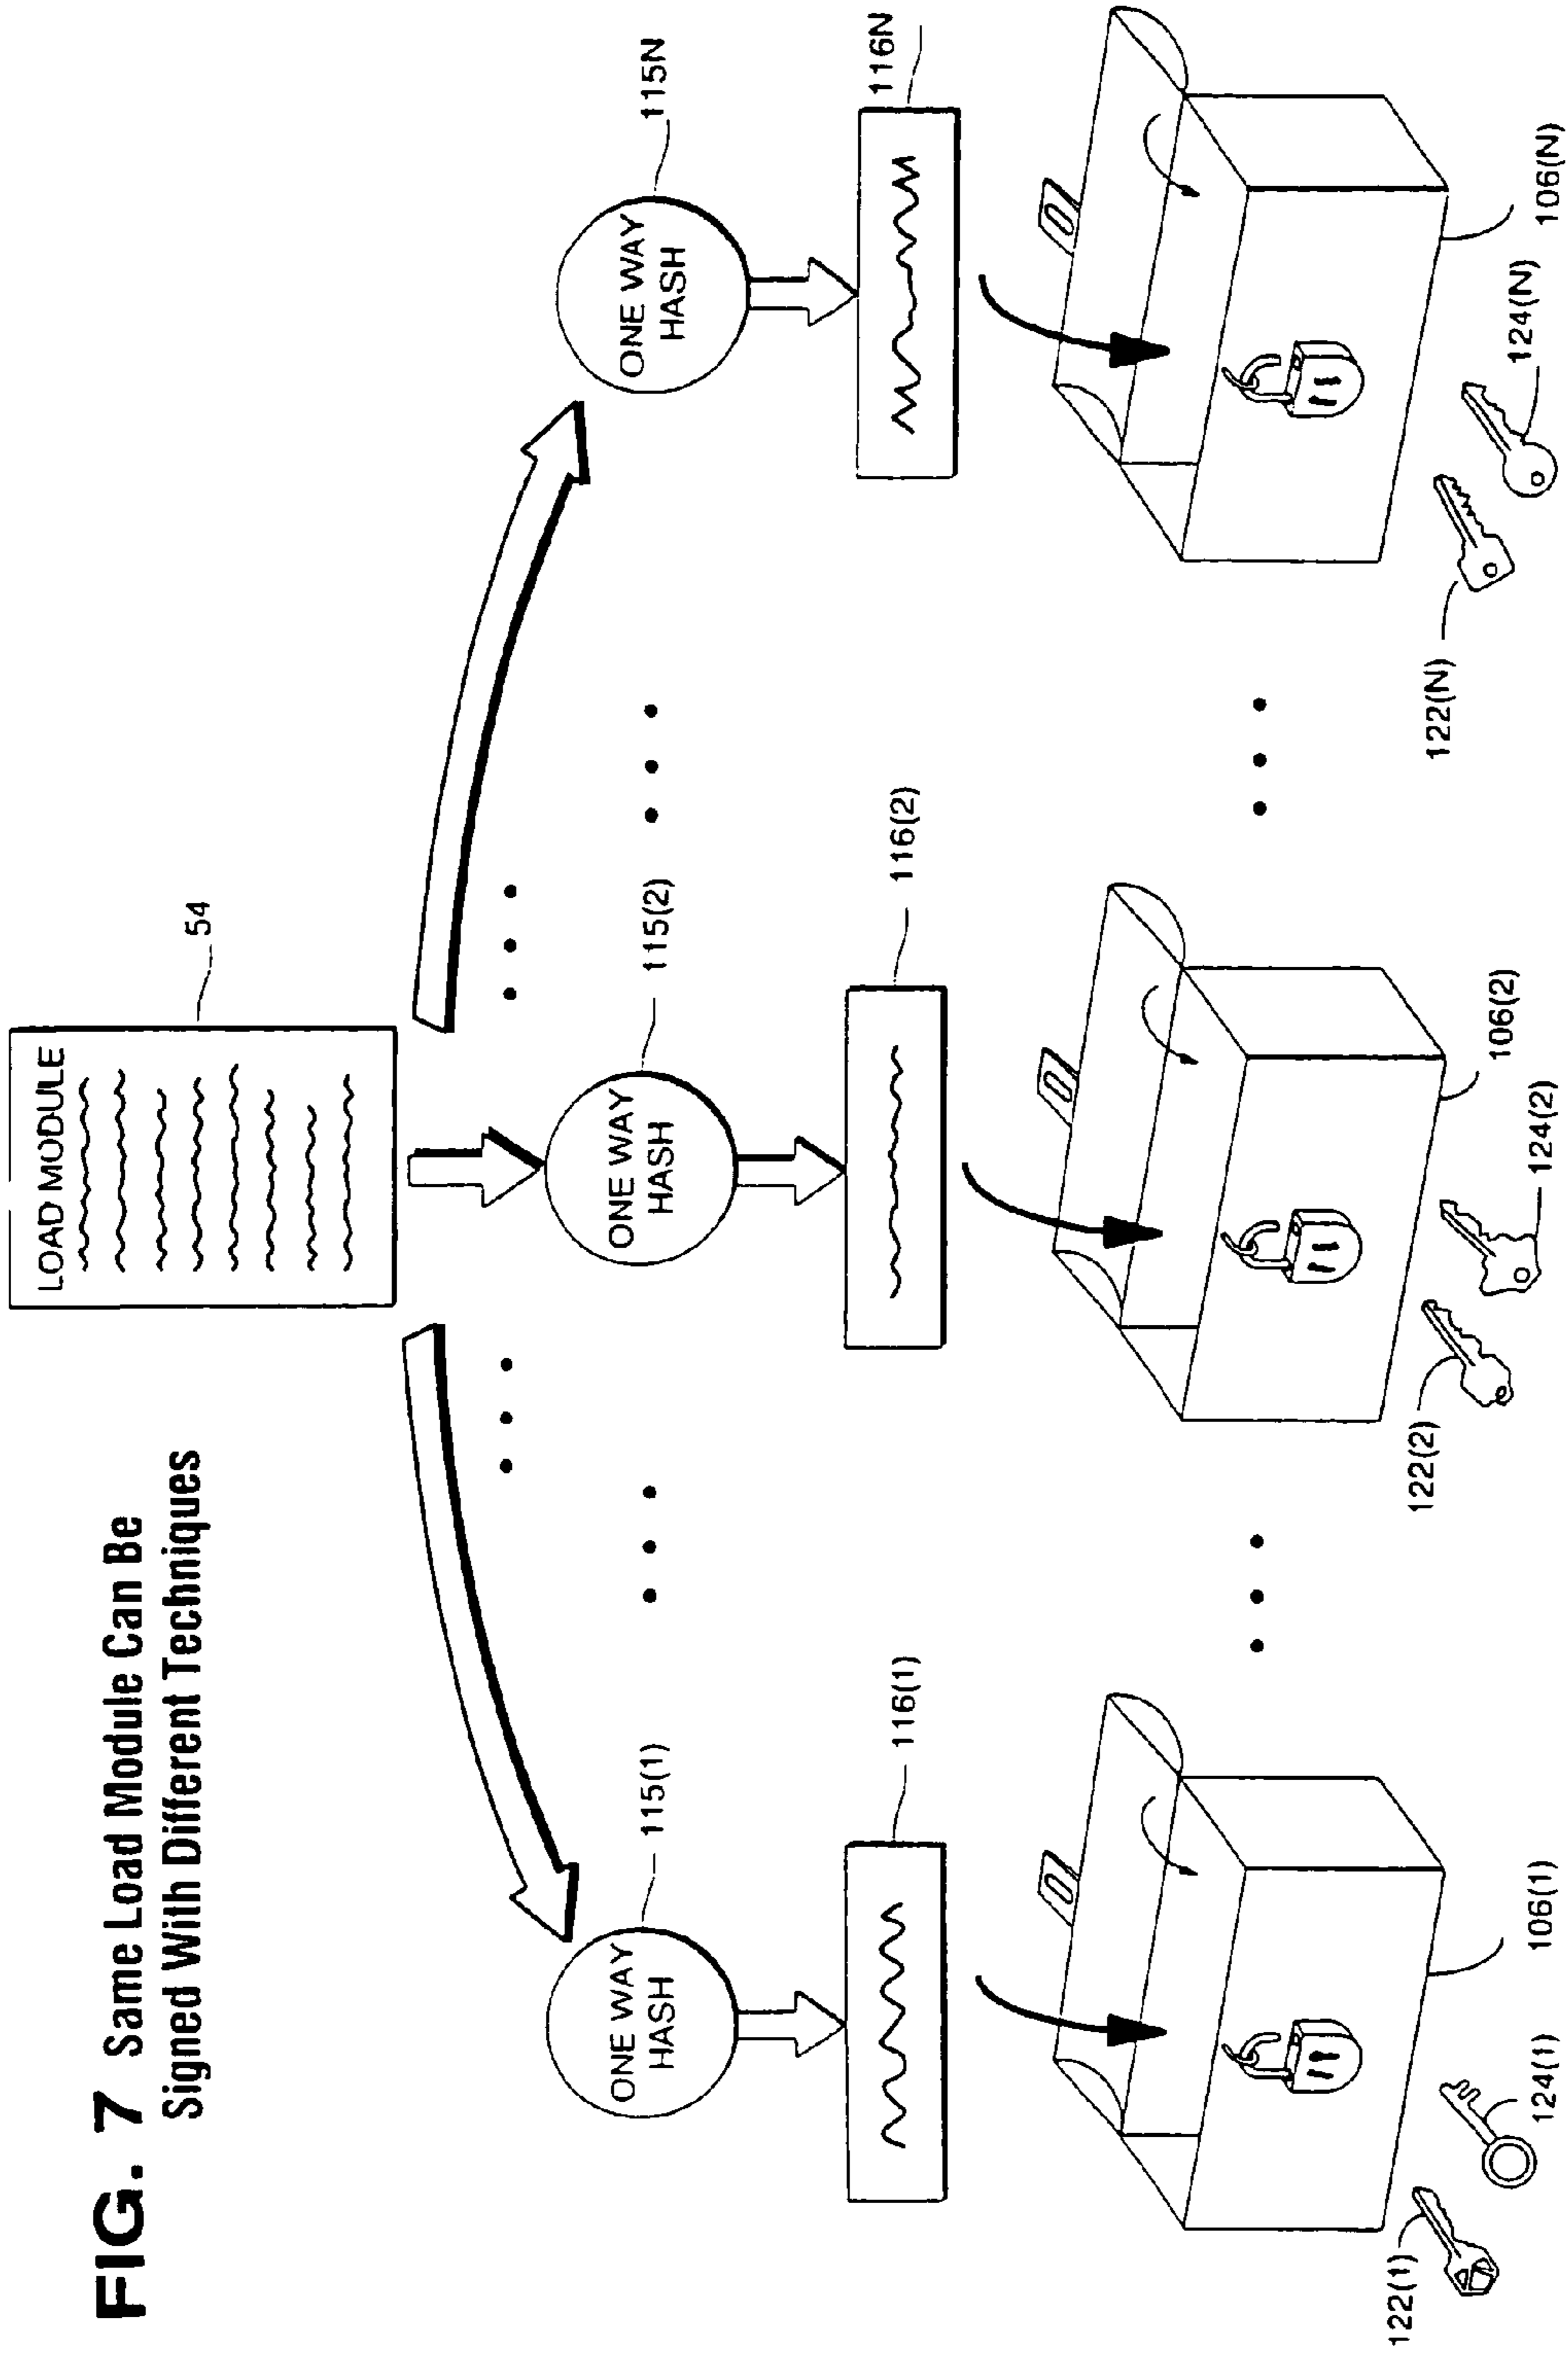 FIG. 7 Same Load Module Can Be
Signed With Different Techniques
LOAD MODULE
54
ONE WAY
HASH
115(1)
ONE WAY
HASH
115(2)
ONE WAY
HASH
115N
116(1)
116(2)
116N
122(1)
124(1)
106(1)
122(2)
124(2)
106(2)
122(N)
124(N)
106(N)